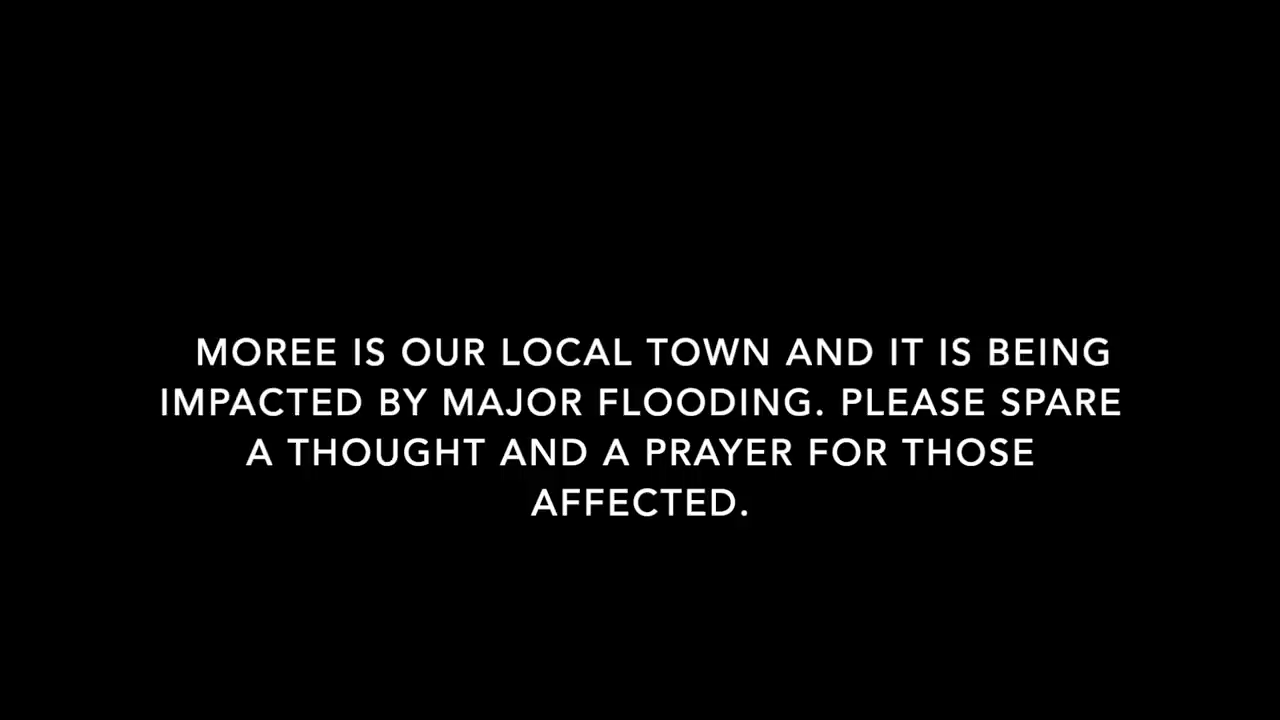 MOREE IS OUR LOCAL TOWN AND IT IS BEING
IMPACTED BY MAJOR FLOODING. PLEASE SPARE
A THOUGHT AND A PRAYER FOR THOSE
AFFECTED.